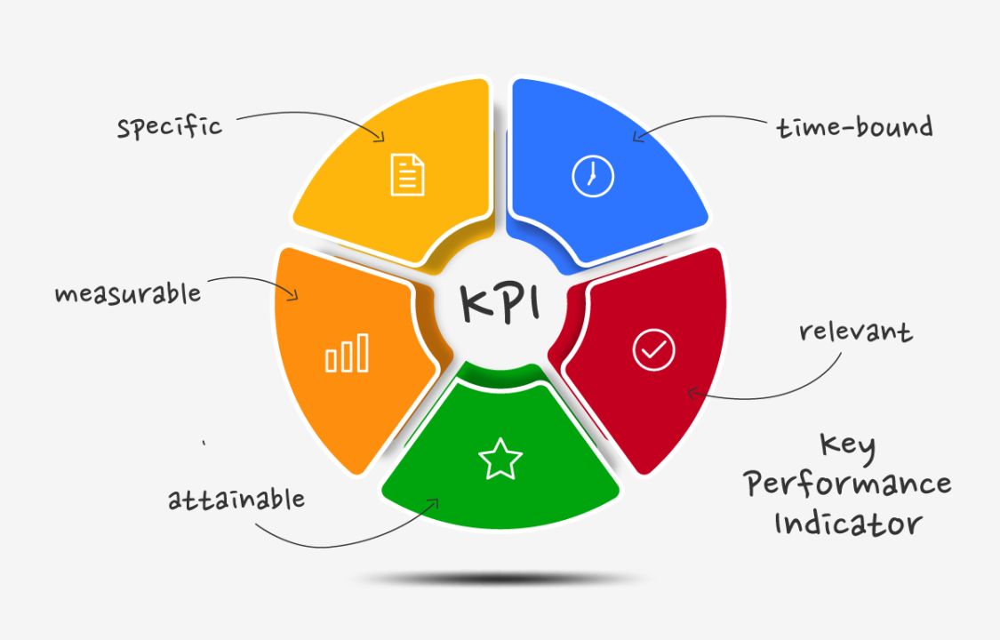 specific
time-bound
measurable
KPI
relevant
attainable
Key
Performance
Indicator